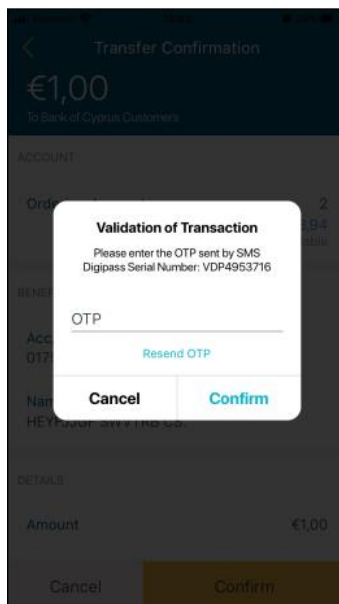 Transfer Confirmation
€1,00
To Bank of Cyprus Customers
ACCOUNT
2
Validation of Transaction
Please enter the OTP sent by SMS
Digipass Serial Number: VDP4953716
OTP
Resend OTP
Cancel
Confirm
DETAILS
Amount €1,00
Cancel
Confirm